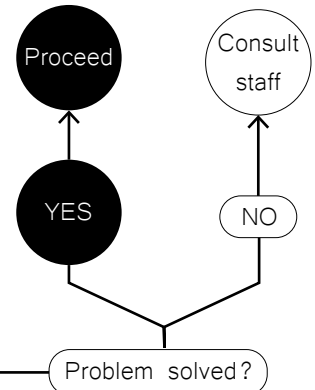 Proceed
Consult
staff
YES
NO
Problem solved?